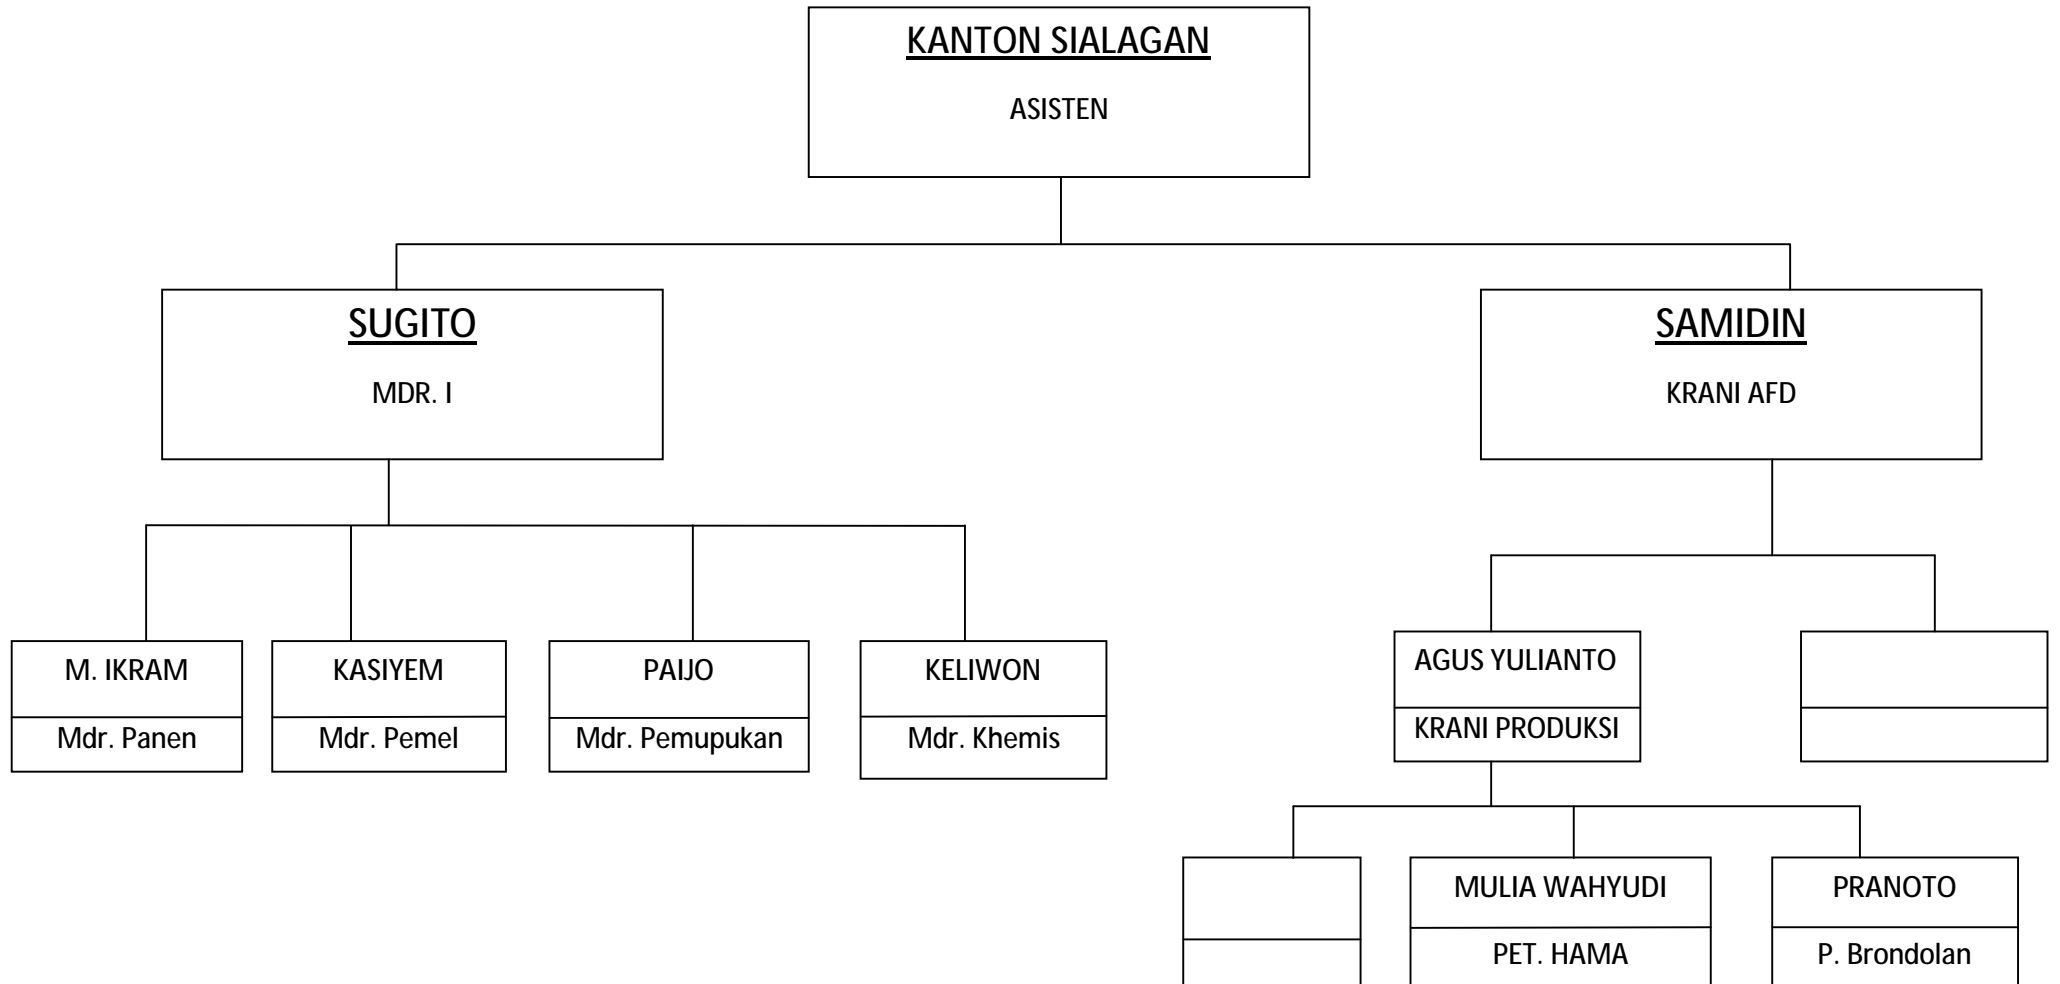 KANTON SIALAGAN
ASISTEN
SUGITO
MDR. I
SAMIDIN
KRANI AFD
M. IKRAM
Mdr. Panen
KASIYEM
Mdr. Pemel
PAIJO
Mdr. Pemupukan
KELIWON
Mdr. Khemis
AGUS YULIANTO
KRANI PRODUKSI
MULIA WAHYUDI
PET. HAMA
PRANOTO
P. Brondolan